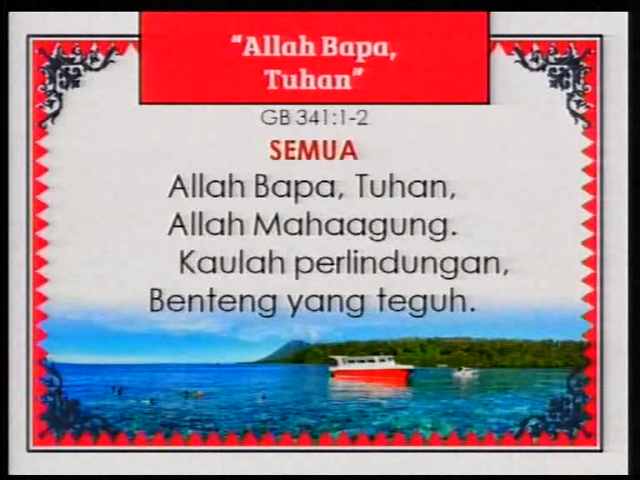 “Allah Bapa,
Tuhan”
GB 341:1-2
SEMUA
Allah Bapa, Tuhan,
Allah Mahaagung.
Kaulah perlindungan,
Benteng yang teguh.